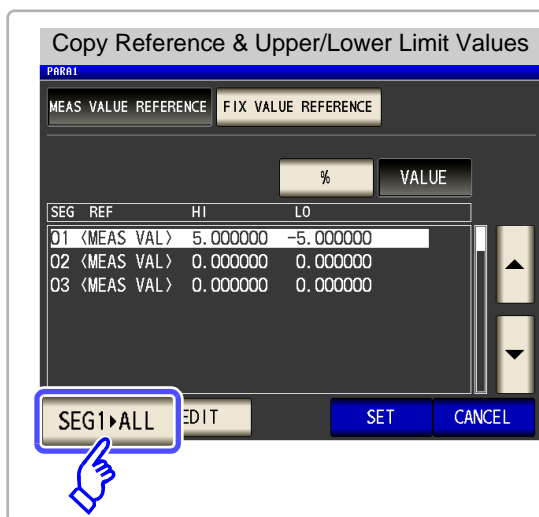 Copy Reference & Upper/Lower Limit Values
PARA1
MEAS VALUE REFERENCE FIX VALUE REFERENCE
% VALUE
SEG REF HI LO
01 <MEAS VAL> 5.000000 -5.000000
02 <MEAS VAL> 0.000000 0.000000
03 <MEAS VAL> 0.000000 0.000000
SEG1▸ALL EDIT SET CANCEL